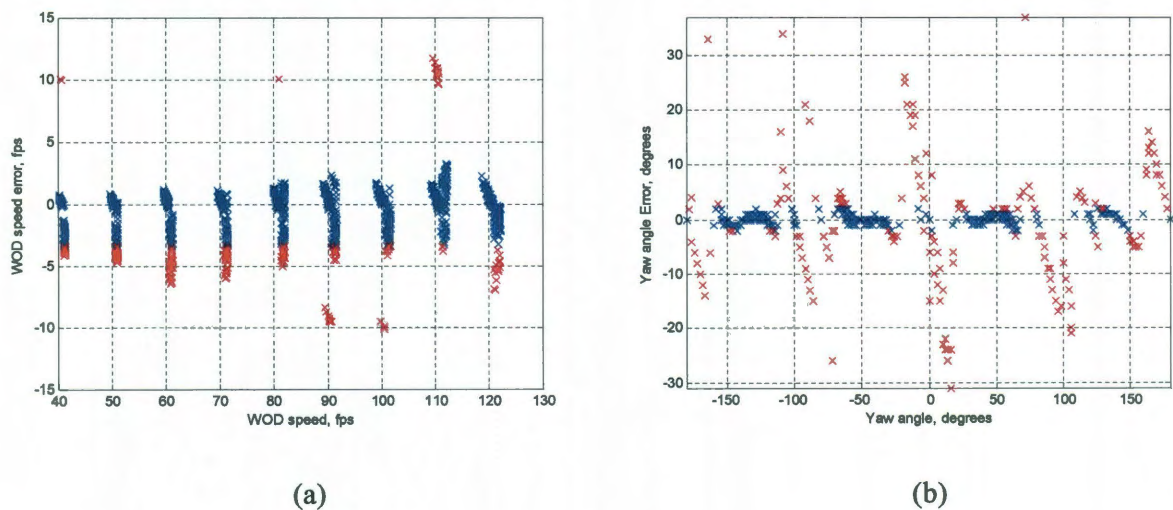 15
10
5
0
-5
-10
-15
WOD speed error, fps
40 50 60 70 80 90 100 110 120 130
WOD speed, fps
(a)
30
20
10
0
-10
-20
-30
Yaw angle Error, degrees
-150 -100 -50 0 50 100 150
Yaw angle, degrees
(b)